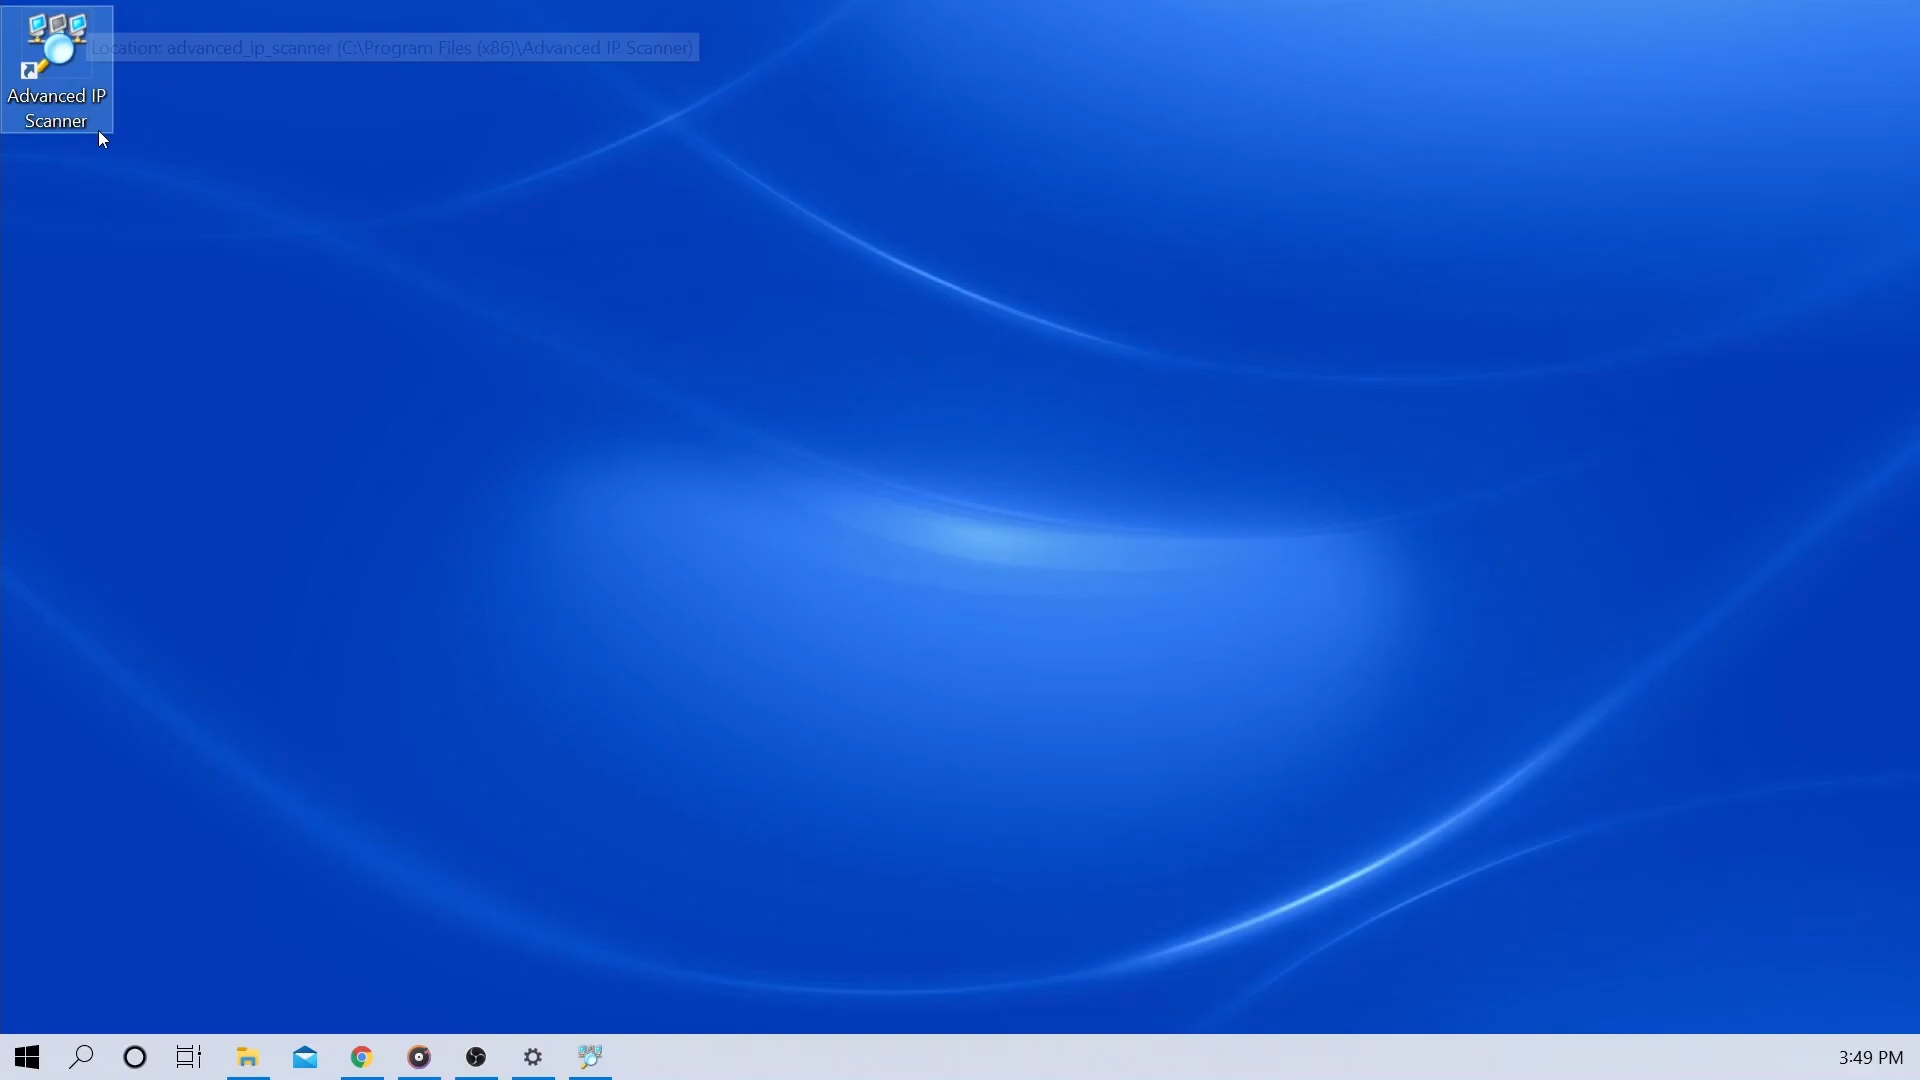 Location: advanced_ip_scanner (C:\Program Files (x86)\Advanced IP Scanner)
Advanced IP
Scanner
3:49 PM